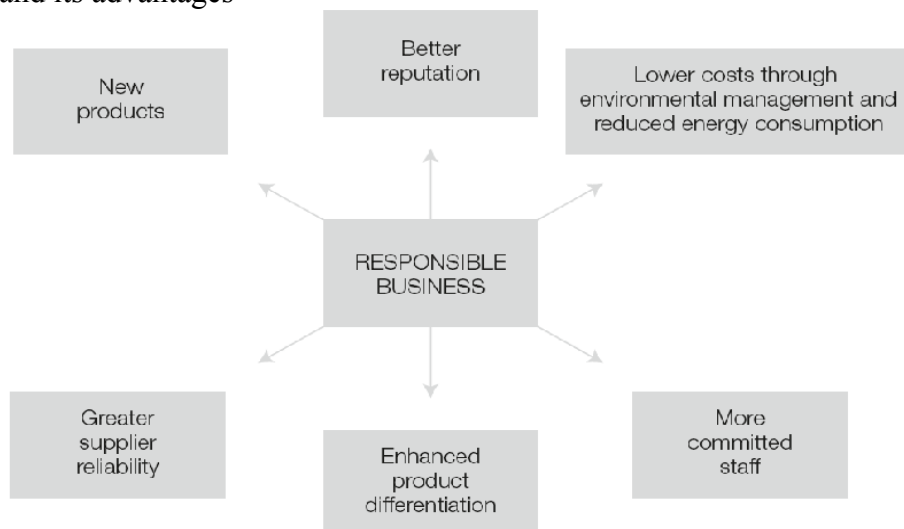 and its advantages
Better
reputation
New
products
Lower costs through
environmental management and
reduced energy consumption
RESPONSIBLE
BUSINESS
Greater
supplier
reliability
Enhanced
product
differentiation
More
committed
staff